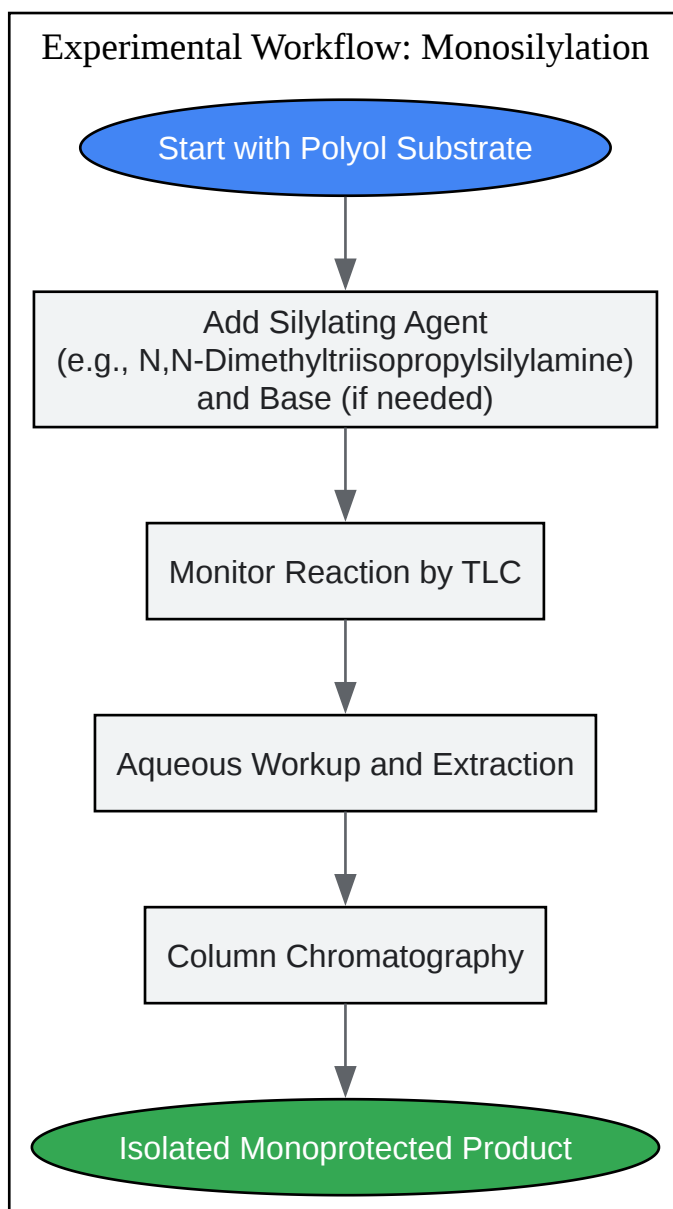 Experimental Workflow: Monosilylation
Start with Polyol Substrate
Add Silylating Agent
(e.g., N,N-Dimethyltriisopropylsilylamine)
and Base (if needed)
Monitor Reaction by TLC
Aqueous Workup and Extraction
Column Chromatography
Isolated Monoprotected Product